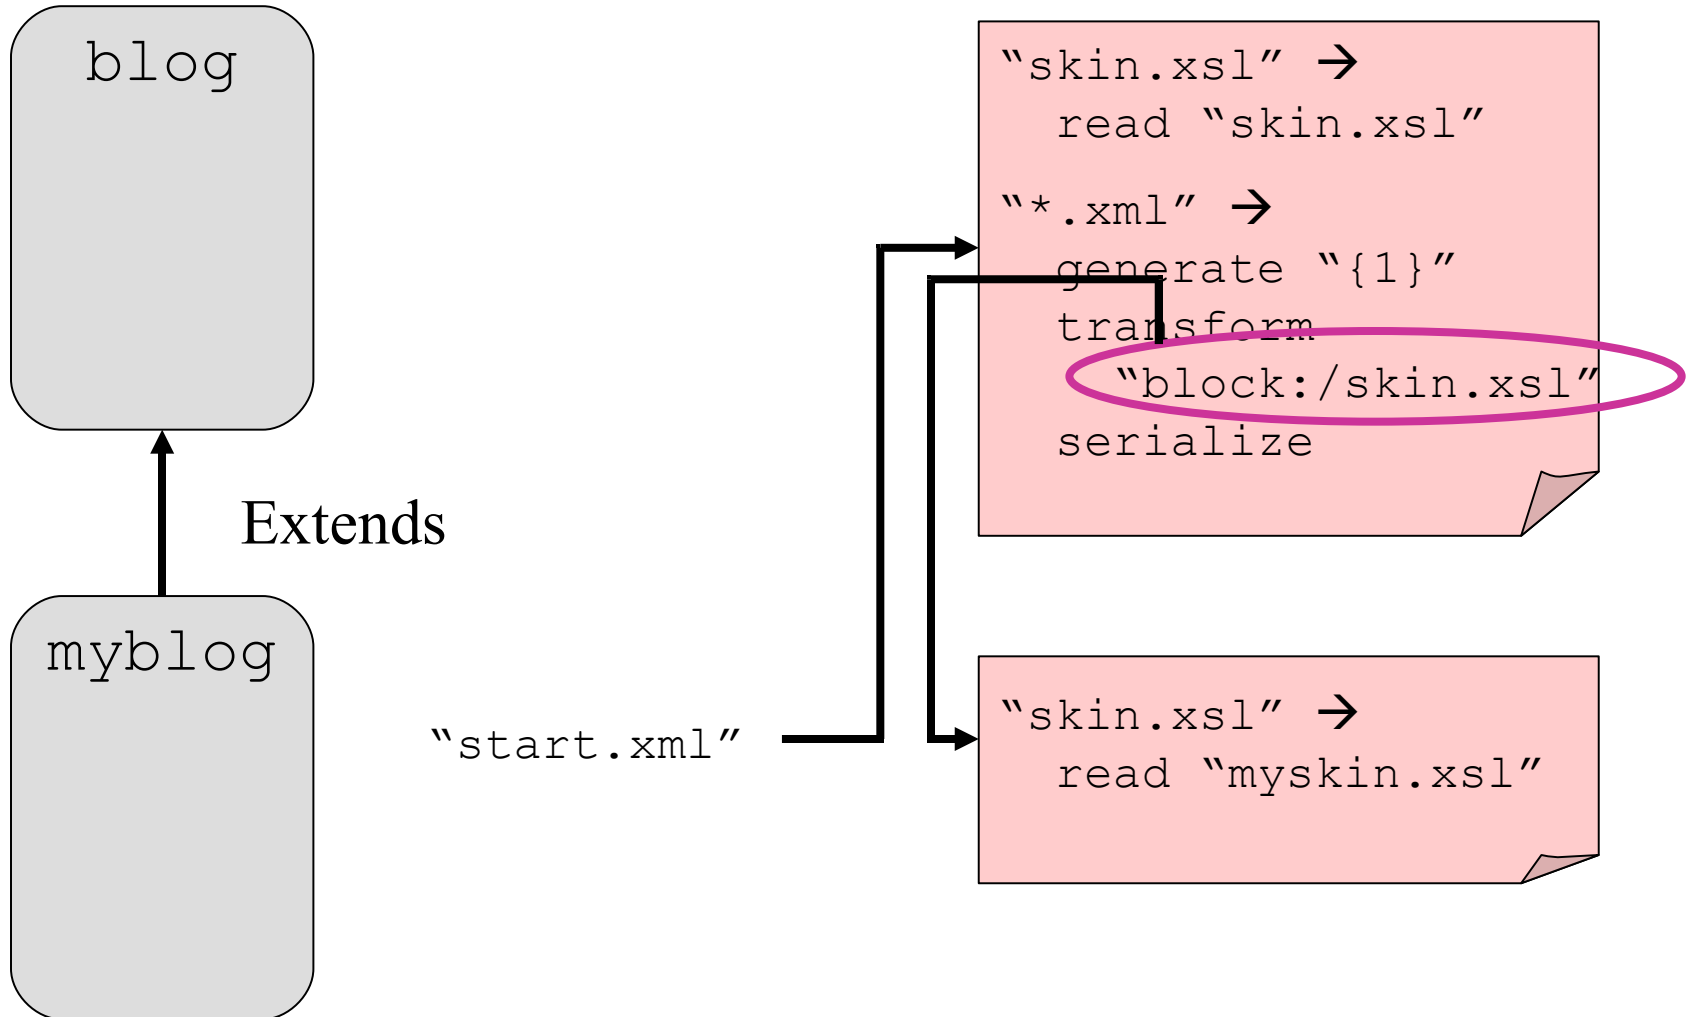 blog
Extends
myblog
“start.xml”
“skin.xsl” →
read “skin.xsl”
“*.xml” →
generate “{1}”
transform
“block:/skin.xsl”
serialize
“skin.xsl” →
read “myskin.xsl”